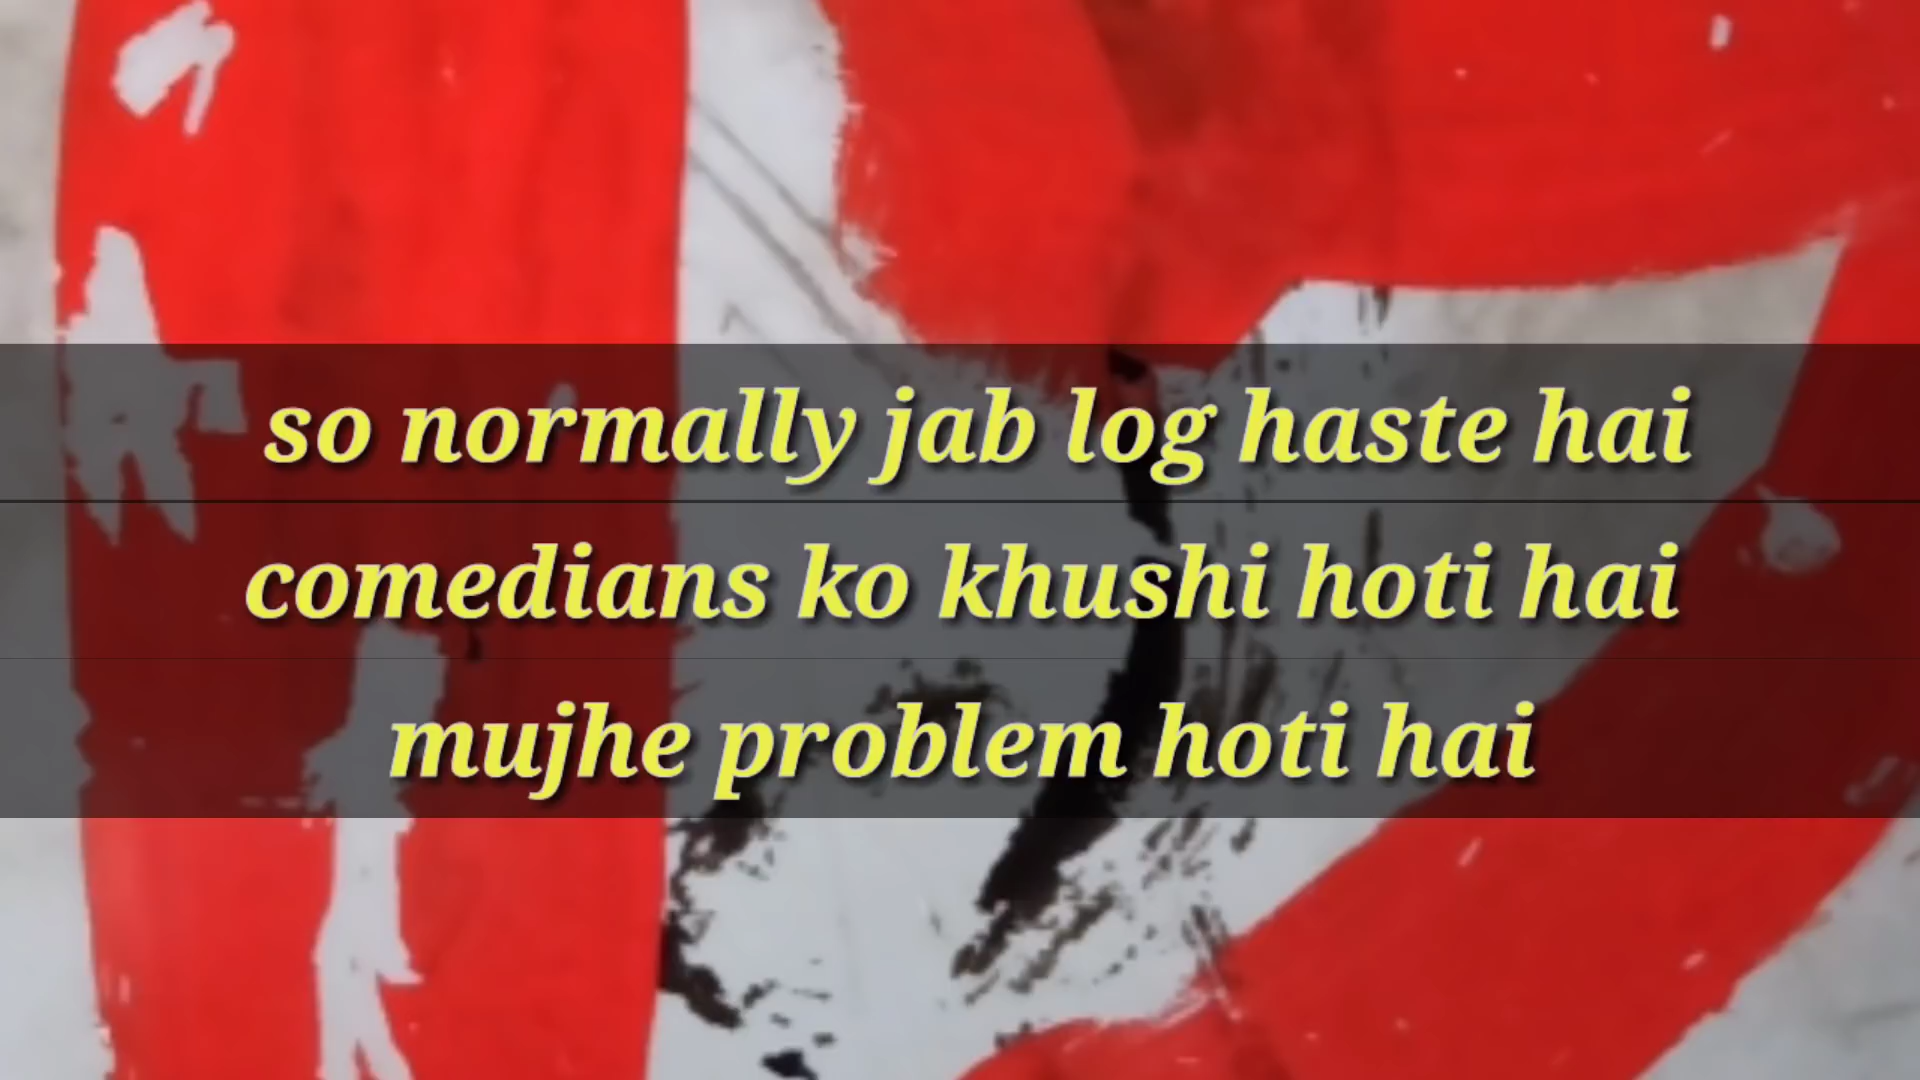 so normally jab log haste hai
comedians ko khushi hoti hai
mujhe problem hoti hai